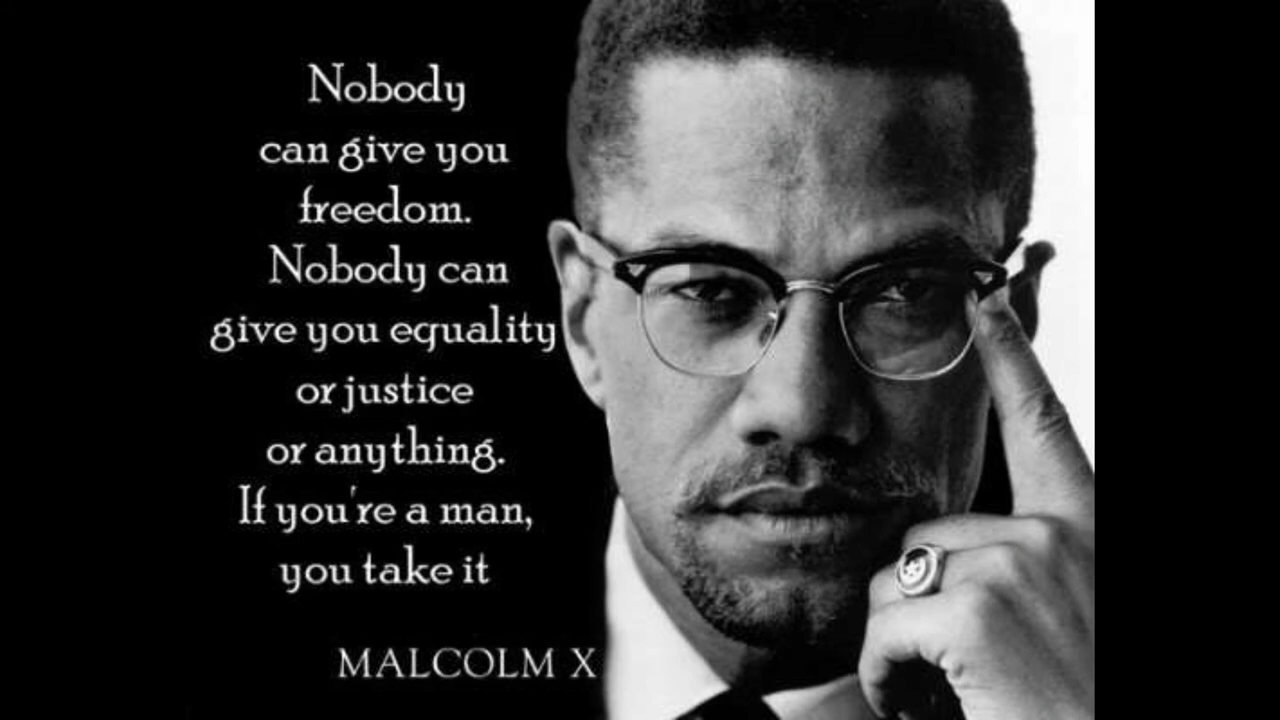 Nobody
can give you
freedom.
Nobody can
give you equality
or justice
or anything.
If you're a man,
you take it
MALCOLM X